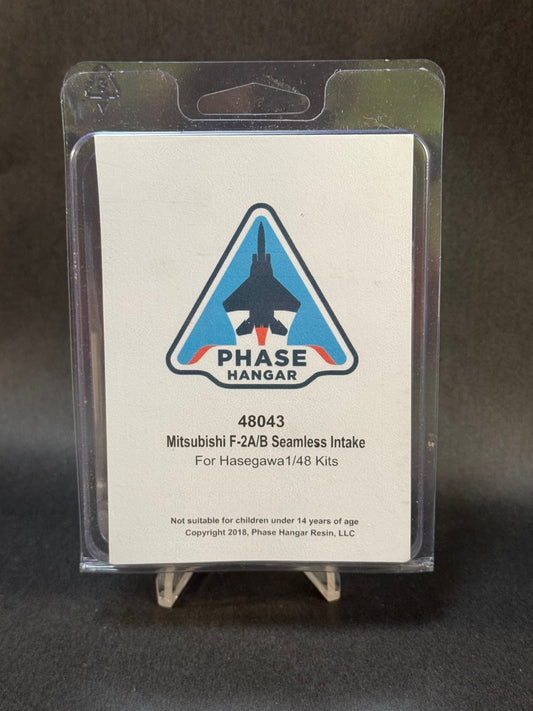 PHASE
HANGAR
48043
Mitsubishi F-2A/B Seamless Intake
For Hasegawa1/48 Kits
Not suitable for children under 14 years of age
Copyright 2018, Phase Hangar Resin, LLC